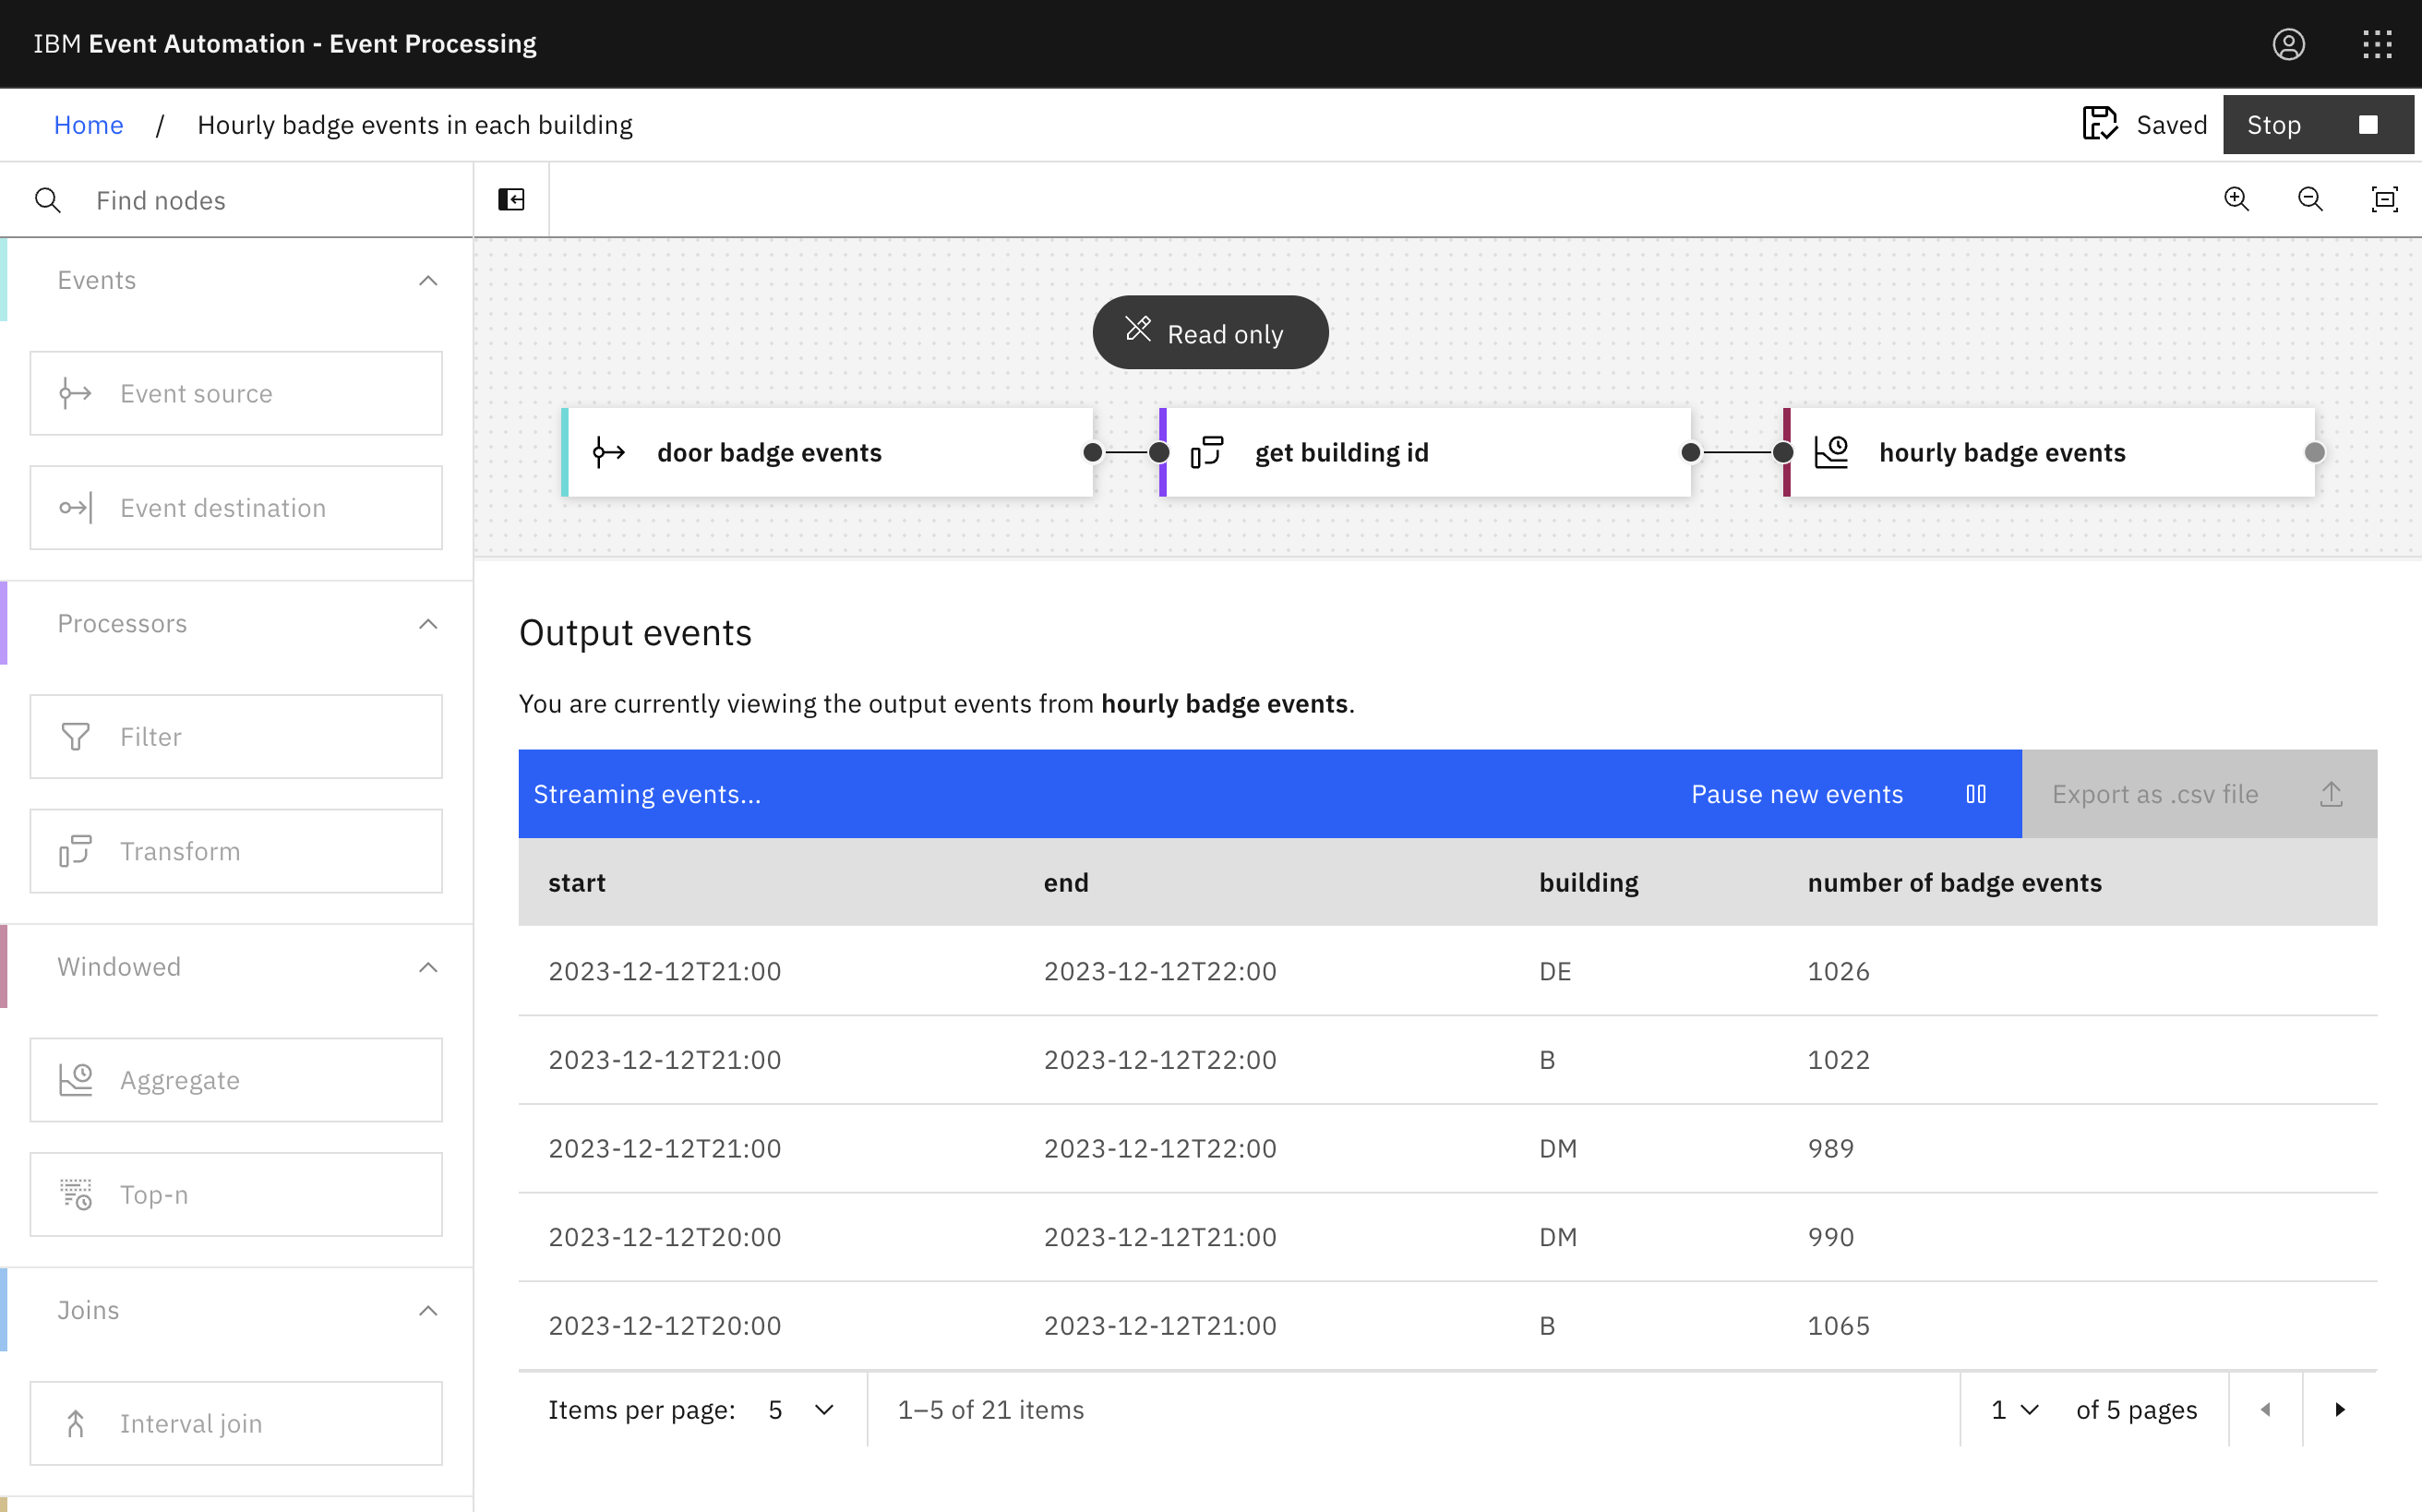 IBM Event Automation - Event Processing
Home / Hourly badge events in each building
Saved
Stop
Find nodes
Events
Event source
Event destination
Processors
Filter
Transform
Windowed
Aggregate
Top-n
Joins
Interval join
Read only
door badge events
get building id
hourly badge events
Output events
You are currently viewing the output events from hourly badge events.
Streaming events...
Pause new events
Export as .csv file
start end building number of badge events
2023-12-12T21:00 2023-12-12T22:00 DE 1026
2023-12-12T21:00 2023-12-12T22:00 B 1022
2023-12-12T21:00 2023-12-12T22:00 DM 989
2023-12-12T20:00 2023-12-12T21:00 DM 990
2023-12-12T20:00 2023-12-12T21:00 B 1065
Items per page: 5 1–5 of 21 items 1 of 5 pages